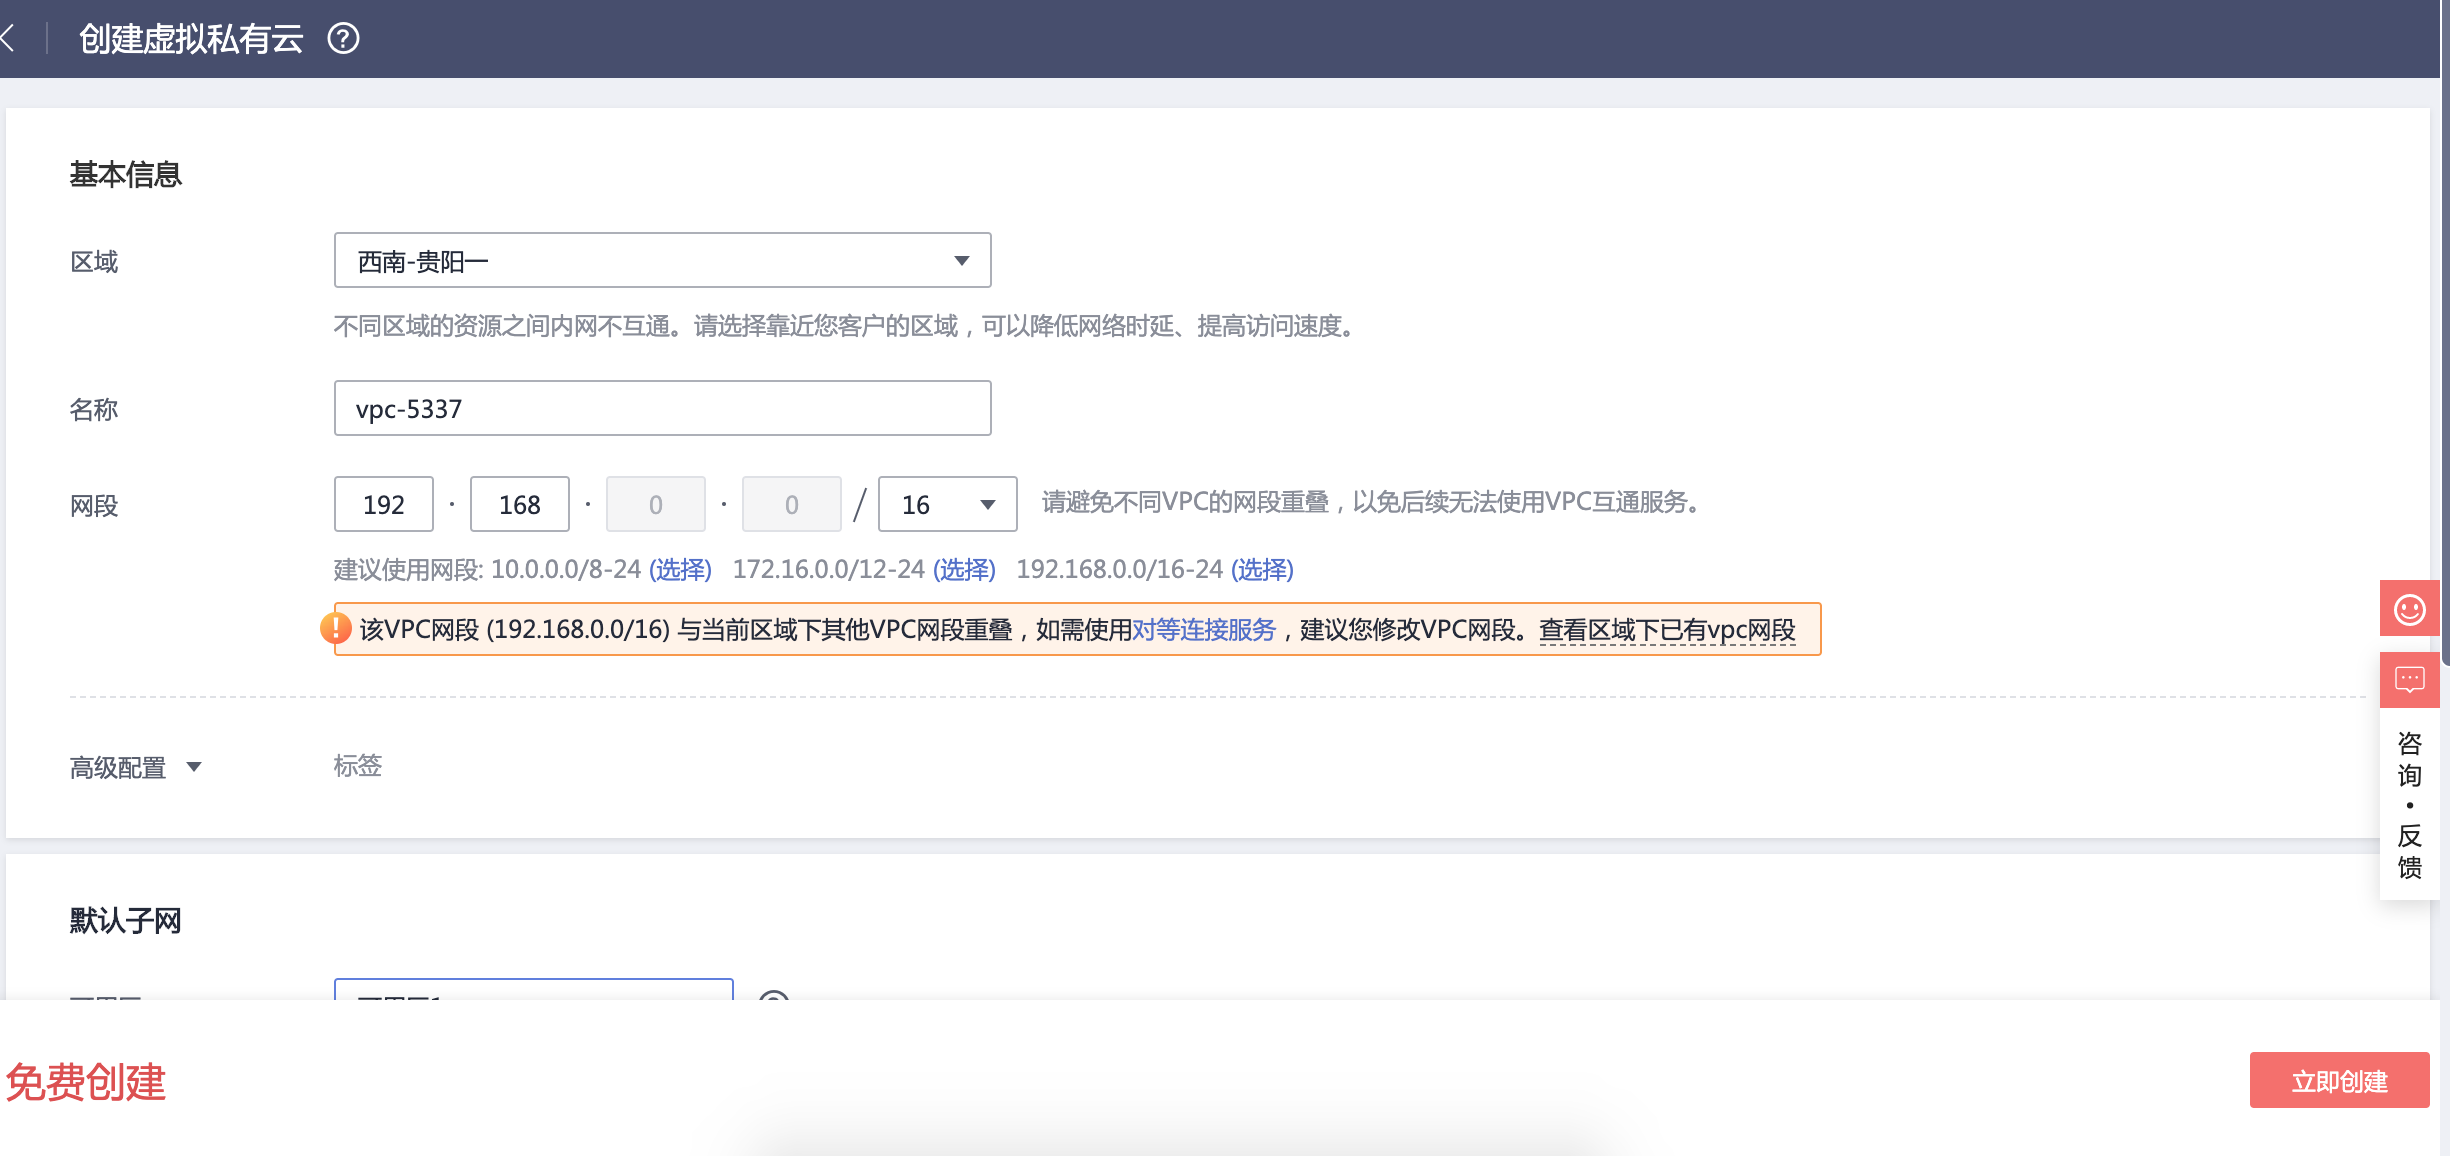 创建虚拟私有云
基本信息
区域
西南-贵阳一
不同区域的资源之间内网不互通。请选择靠近您客户的区域，可以降低网络时延、提高访问速度。
名称
vpc-5337
网段
192 · 168 · 0 · 0 / 16 请避免不同VPC的网段重叠，以免后续无法使用VPC互通服务。
建议使用网段: 10.0.0.0/8-24 (选择) 172.16.0.0/12-24 (选择) 192.168.0.0/16-24 (选择)
该VPC网段 (192.168.0.0/16) 与当前区域下其他VPC网段重叠，如需使用对等连接服务，建议您修改VPC网段。查看区域下已有vpc网段
高级配置
标签
咨询·反馈
默认子网
免费创建
立即创建